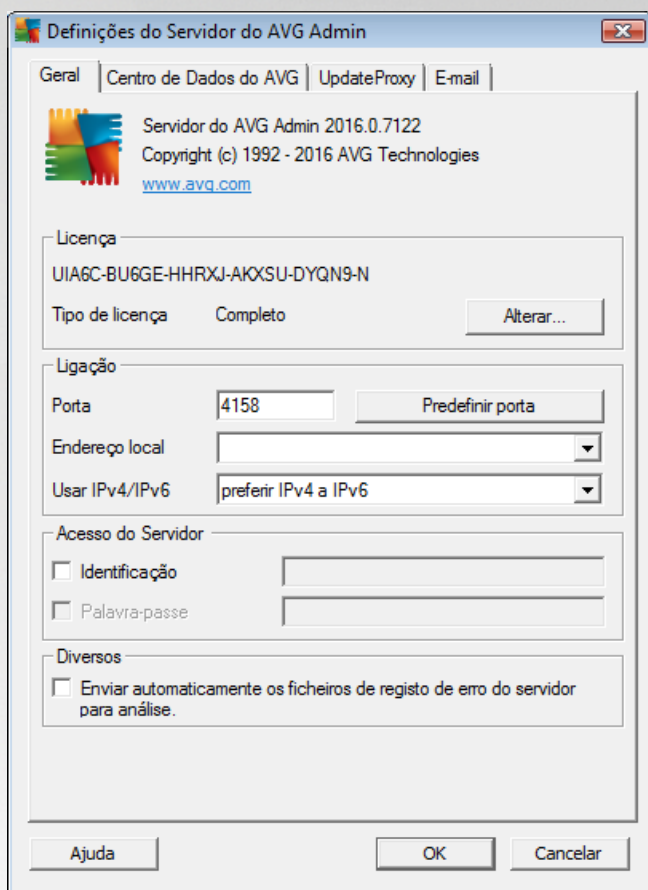 Definições do Servidor do AVG Admin
Geral
Centro de Dados do AVG
UpdateProxy
E-mail
Servidor do AVG Admin 2016.0.7122
Copyright (c) 1992 - 2016 AVG Technologies
www.avg.com
Licença
UIA6C-BU6GE-HHRXJ-AKXSU-DYQN9-N
Tipo de licença Completo Alterar...
Ligação
Porta 4158 Predefinir porta
Endereço local
Usar IPv4/IPv6 preferir IPv4 a IPv6
Acesso do Servidor
Identificação
Palavra-passe
Diversos
Enviar automaticamente os ficheiros de registo de erro do servidor
para análise.
Ajuda OK Cancelar